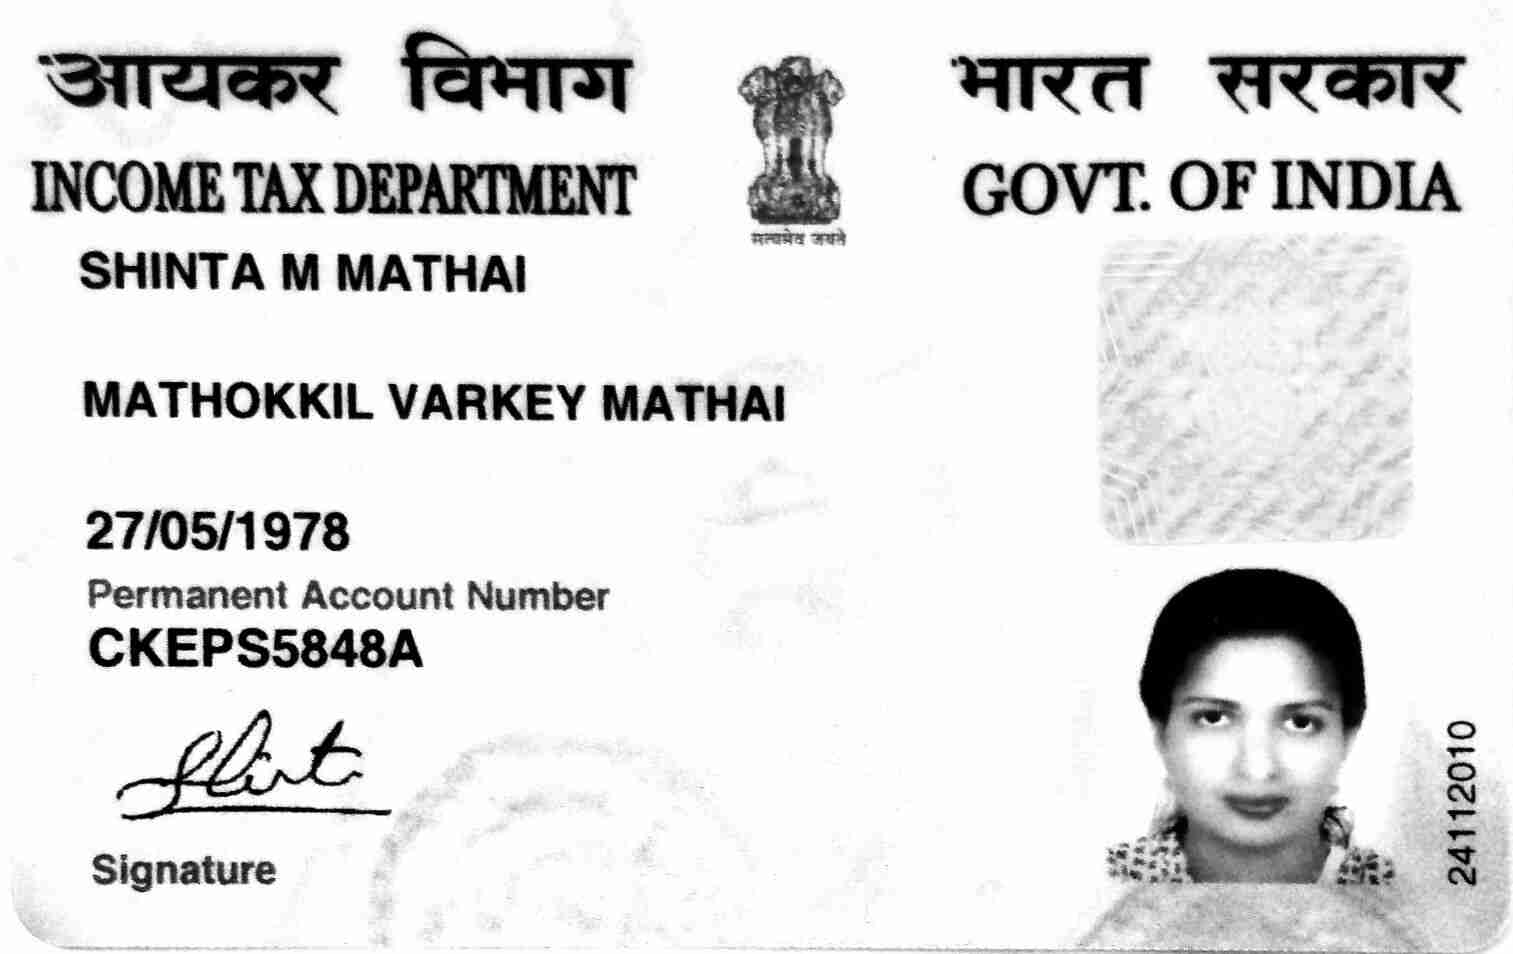 आयकर विभाग
INCOME TAX DEPARTMENT
भारत सरकार
GOVT. OF INDIA
सत्यमेव जयते
SHINTA M MATHAI
MATHOKKIL VARKEY MATHAI
27/05/1978
Permanent Account Number
CKEPS5848A
Shinta
Signature
24112010